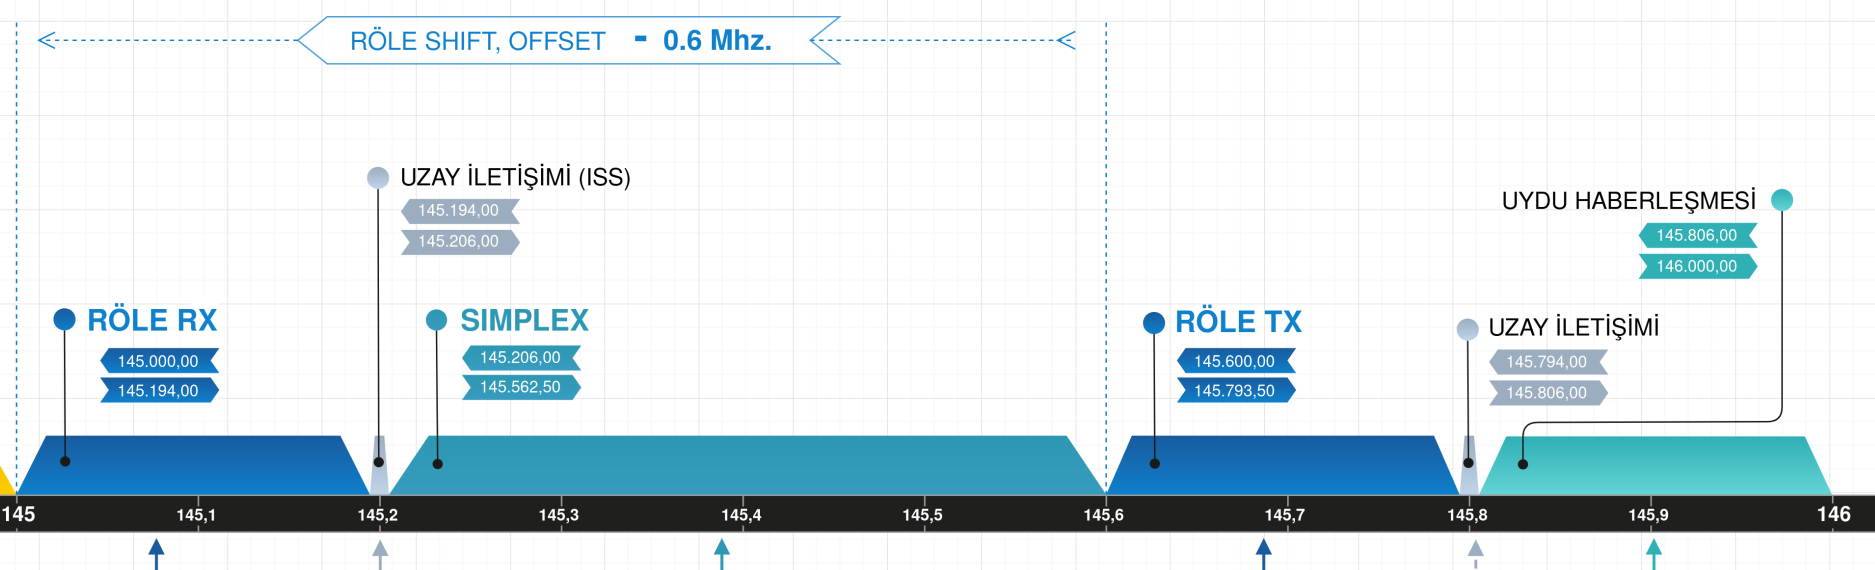 RÖLE SHIFT, OFFSET - 0.6 Mhz.
UZAY İLETİŞİMİ (ISS)
145.194,00
145.206,00
UYDU HABERLEŞMESİ
145.806,00
146.000,00
RÖLE RX
145.000,00
145.194,00
SIMPLEX
145.206,00
145.562,50
RÖLE TX
145.600,00
145.793,50
UZAY İLETİŞİMİ
145.794,00
145.806,00
145 145,1 145,2 145,3 145,4 145,5 145,6 145,7 145,8 145,9 146